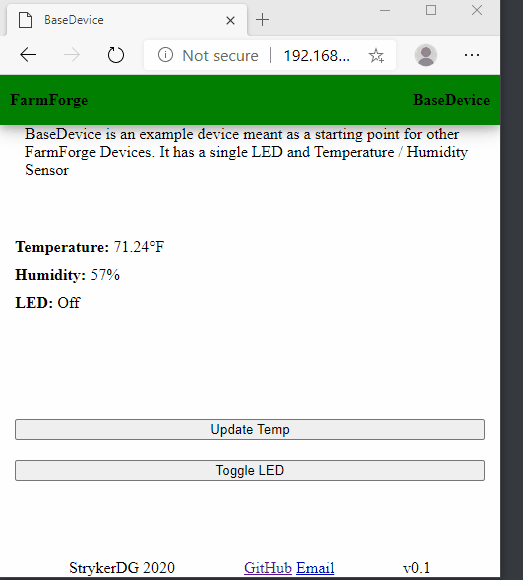 BaseDevice
Not secure | 192.168...
FarmForge BaseDevice
BaseDevice is an example device meant as a starting point for other
FarmForge Devices. It has a single LED and Temperature / Humidity
Sensor
Temperature: 71.24°F
Humidity: 57%
LED: Off
Update Temp
Toggle LED
StrykerDG 2020 GitHub Email v0.1